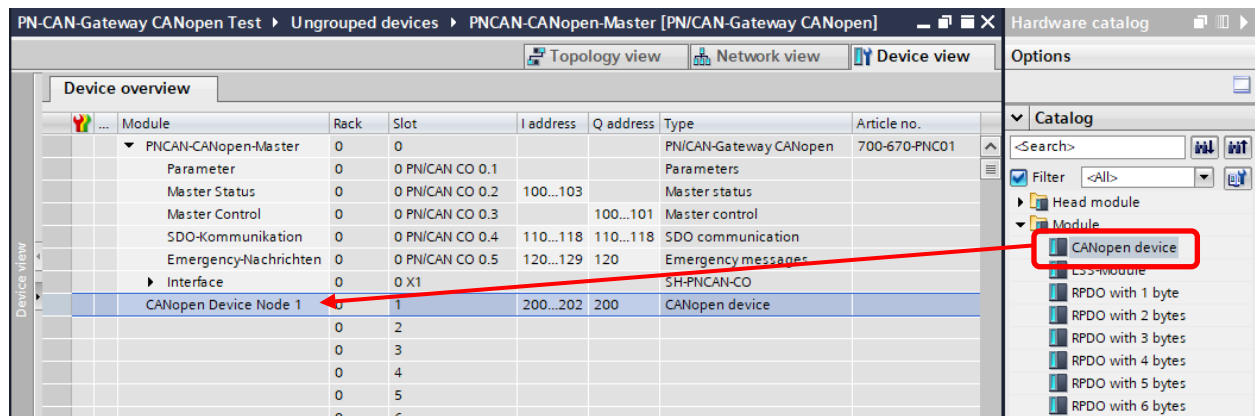 PN-CAN-Gateway CANopen Test ▸ Ungrouped devices ▸ PNCAN-CANopen-Master [PN/CAN-Gateway CANopen]
Topology view Network view Device view
Device overview
... Module Rack Slot I address Q address Type Article no.
PNCAN-CANopen-Master 0 0 PN/CAN-Gateway CANopen 700-670-PNC01
Parameter 0 0 PN/CAN CO 0.1 Parameters
Master Status 0 0 PN/CAN CO 0.2 100...103 Master status
Master Control 0 0 PN/CAN CO 0.3 100...101 Master control
SDO-Kommunikation 0 0 PN/CAN CO 0.4 110...118 110...118 SDO communication
Emergency-Nachrichten 0 0 PN/CAN CO 0.5 120...129 120 Emergency messages
Interface 0 0 X1 SH-PNCAN-CO
CANopen Device Node 1 0 1 200...202 200 CANopen device
0 2
0 3
0 4
0 5
0 6
Device view
Hardware catalog
Options
Catalog
<Search>
Filter <All>
Head module
Module
CANopen device
LSS-Module
RPDO with 1 byte
RPDO with 2 bytes
RPDO with 3 bytes
RPDO with 4 bytes
RPDO with 5 bytes
RPDO with 6 bytes